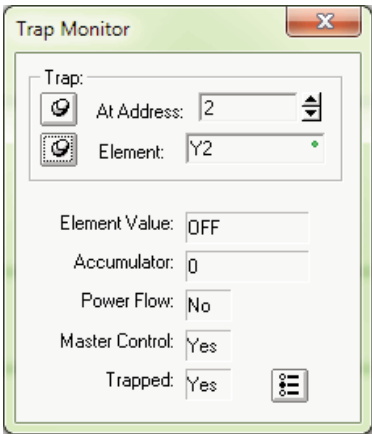 Trap Monitor
Trap:
At Address: 2
Element: Y2
Element Value: OFF
Accumulator: 0
Power Flow: No
Master Control: Yes
Trapped: Yes